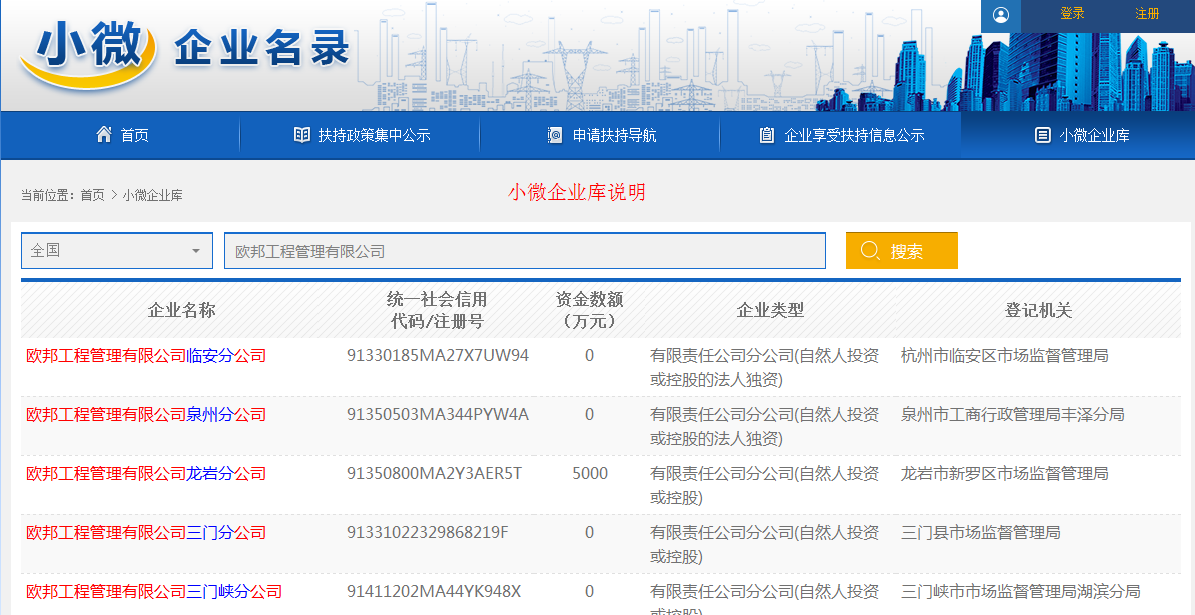 小微 企业名录
登录 注册
首页 扶持政策集中公示 申请扶持导航 企业享受扶持信息公示 小微企业库
当前位置：首页 > 小微企业库
小微企业库说明
全国 欧邦工程管理有限公司 搜索
企业名称 统一社会信用代码/注册号 资金数额（万元） 企业类型 登记机关
欧邦工程管理有限公司临安分公司 91330185MA27X7UW94 0 有限责任公司分公司(自然人投资 杭州市临安区市场监督管理局
或控股的法人独资)
欧邦工程管理有限公司泉州分公司 91350503MA344PYW4A 0 有限责任公司分公司(自然人投资 泉州市工商行政管理局丰泽分局
或控股的法人独资)
欧邦工程管理有限公司龙岩分公司 91350800MA2Y3AER5T 5000 有限责任公司分公司(自然人投资 龙岩市新罗区市场监督管理局
或控股)
欧邦工程管理有限公司三门分公司 91331022329868219F 0 有限责任公司分公司(自然人投资 三门县市场监督管理局
或控股)
欧邦工程管理有限公司三门峡分公司 91411202MA44YK948X 0 有限责任公司分公司(自然人投资 三门峡市市场监督管理局湖滨分局
或控股)